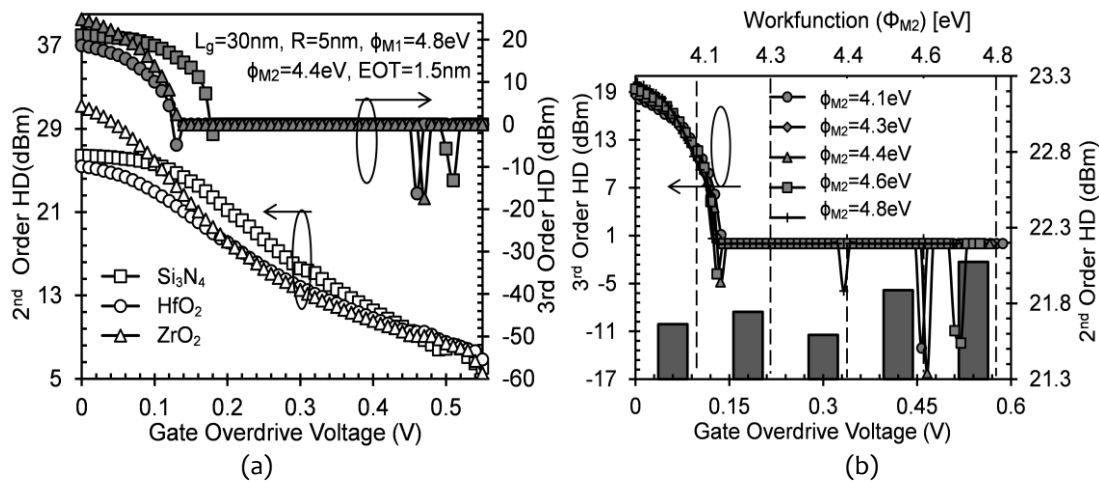 37
29
21
13
5
2nd Order HD(dBm)
Lg=30nm, R=5nm, ϕM1=4.8eV
ϕM2=4.4eV, EOT=1.5nm
Si3N4
HfO2
ZrO2
20
10
0
-10
-20
-30
-40
-50
-60
3rd Order HD (dBm)
0 0.1 0.2 0.3 0.4 0.5
Gate Overdrive Voltage (V)
(a)
Workfunction (ΦM2) [eV]
4.1 4.3 4.4 4.6 4.8
19
13
7
1
-5
-11
-17
3rd Order HD (dBm)
ϕM2=4.1eV
ϕM2=4.3eV
ϕM2=4.4eV
ϕM2=4.6eV
ϕM2=4.8eV
23.3
22.8
22.3
21.8
21.3
2nd Order HD (dBm)
0 0.15 0.3 0.45 0.6
Gate Overdrive Voltage (V)
(b)